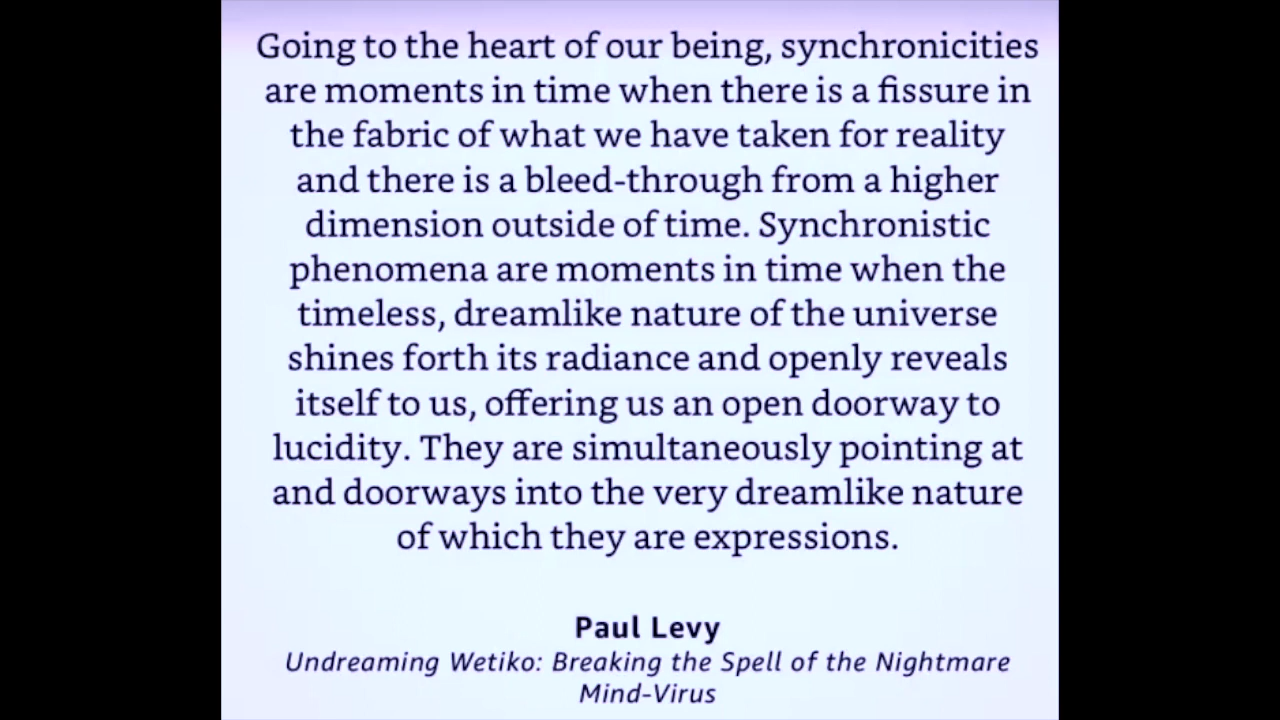 Going to the heart of our being, synchronicities
are moments in time when there is a fissure in
the fabric of what we have taken for reality
and there is a bleed-through from a higher
dimension outside of time. Synchronistic
phenomena are moments in time when the
timeless, dreamlike nature of the universe
shines forth its radiance and openly reveals
itself to us, offering us an open doorway to
lucidity. They are simultaneously pointing at
and doorways into the very dreamlike nature
of which they are expressions.
Paul Levy
Undreaming Wetiko: Breaking the Spell of the Nightmare
Mind-Virus